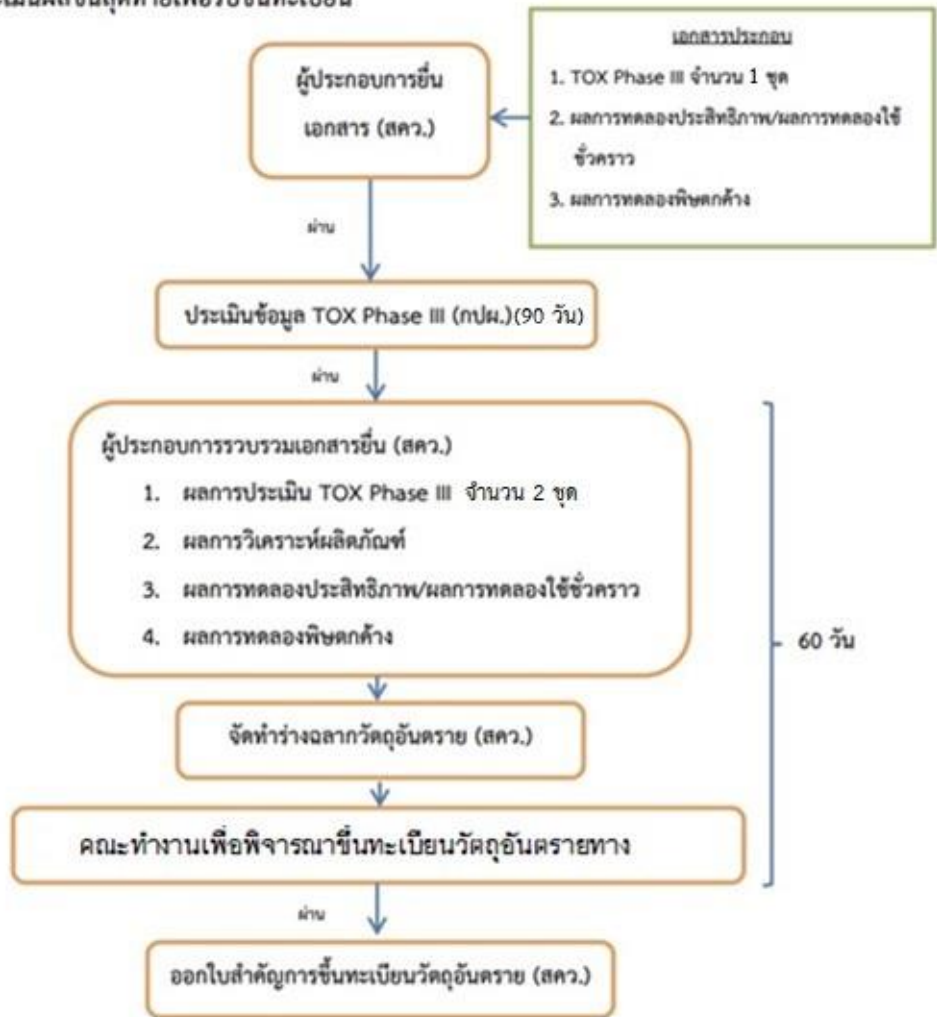 ผู้ประกอบการยื่น
เอกสาร (สคว.)
เอกสารประกอบ
1. TOX Phase III จำนวน 1 ชุด
2. ผลการทดลองประสิทธิภาพ/ผลการทดลองใช้
ชั่วคราว
3. ผลการทดลองพิษตกค้าง
ผ่าน
ประเมินข้อมูล TOX Phase III (กปผ.)(90 วัน)
ผ่าน
ผู้ประกอบการรวบรวมเอกสารยื่น (สคว.)
1. ผลการประเมิน TOX Phase III จำนวน 2 ชุด
2. ผลการวิเคราะห์ผลิตภัณฑ์
3. ผลการทดลองประสิทธิภาพ/ผลการทดลองใช้ชั่วคราว
4. ผลการทดลองพิษตกค้าง
60 วัน
จัดทำร่างฉลากวัตถุอันตราย (สคว.)
คณะทำงานเพื่อพิจารณาขึ้นทะเบียนวัตถุอันตรายทาง
ผ่าน
ออกใบสำคัญการขึ้นทะเบียนวัตถุอันตราย (สคว.)